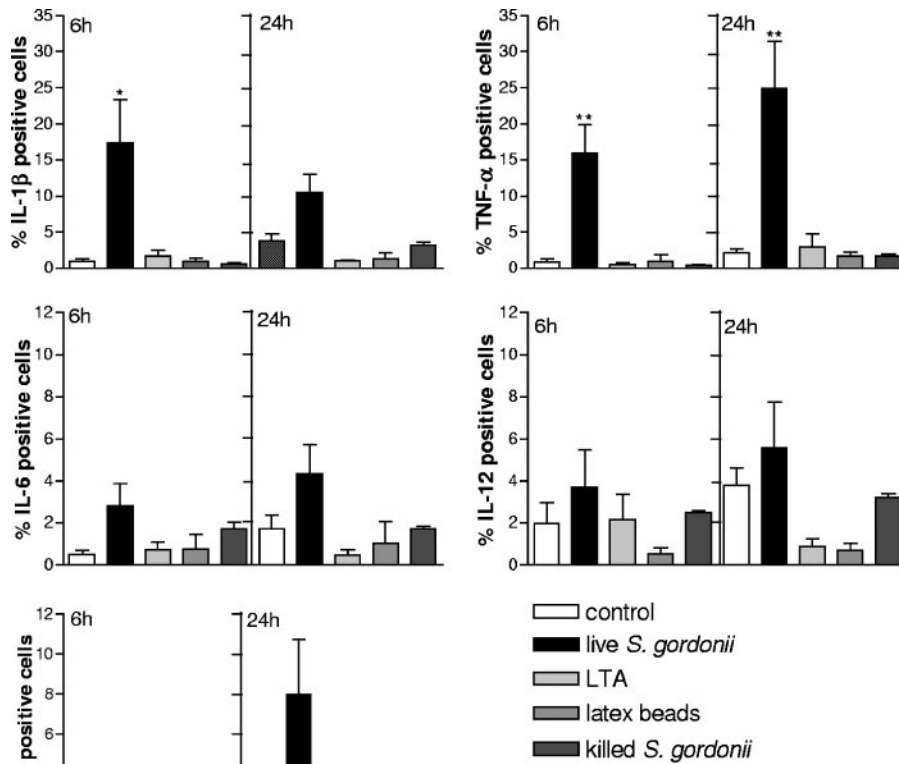 6h
24h
35
30
25
20
15
10
5
0
*
% IL-1β positive cells
6h
24h
35
30
25
20
15
10
5
0
**
**
% TNF-α positive cells
6h
24h
12
10
8
6
4
2
0
% IL-6 positive cells
6h
24h
12
10
8
6
4
2
0
% IL-12 positive cells
6h
24h
12
10
8
6
positive cells
control
live S. gordonii
LTA
latex beads
killed S. gordonii